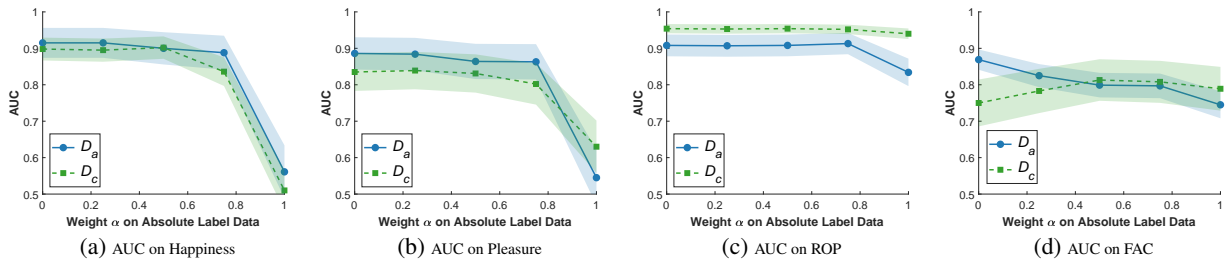 1
0.9
0.8
0.7
0.6
0.5
AUC
D_a
D_c
0 0.2 0.4 0.6 0.8 1
Weight α on Absolute Label Data
(a) AUC on Happiness
1
0.9
0.8
0.7
0.6
0.5
AUC
D_a
D_c
0 0.2 0.4 0.6 0.8 1
Weight α on Absolute Label Data
(b) AUC on Pleasure
1
0.9
0.8
0.7
0.6
0.5
AUC
D_a
D_c
0 0.2 0.4 0.6 0.8 1
Weight α on Absolute Label Data
(c) AUC on ROP
1
0.9
0.8
0.7
0.6
0.5
AUC
D_a
D_c
0 0.2 0.4 0.6 0.8 1
Weight α on Absolute Label Data
(d) AUC on FAC